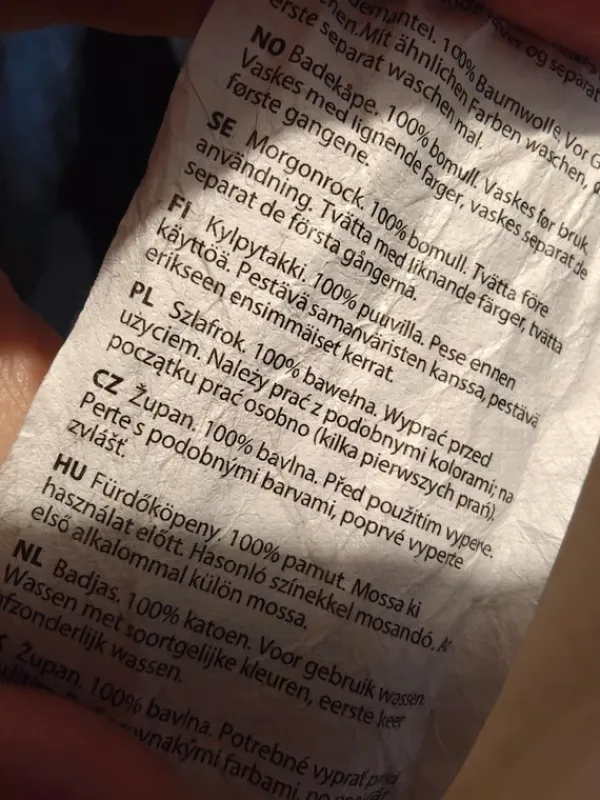 demantel. 100% Baumwolle. Vor G
chen. Mit ähnlichen Farben waschen,
erste separat waschen mal.
og separat
NO Badekåpe. 100% bomull. Vaskes før bruk
Vaskes med lignende farger, vaskes separat de
første gangene.
SE Morgonrock. 100% bomull. Tvätta före
användning. Tvätta med liknande färger, tvätta
separat de första gångerna.
FI Kylpytakki. 100% puuvilla. Pese ennen
käyttöä. Pestävä samanväristen kanssa, pestävä
erikseen ensimmäiset kerrat.
PL Szlafrok. 100% bawełna. Wyprać przed
uzyciem. Należy prać z podobnymi kolorami; na
początku prać osobno (kilka pierwszych prań).
CZ Župan. 100% bavlna. Před použitím vyperte.
Perte s podobnými barvami, poprvé vyperte
zvlášť.
HU Fürdőköpeny. 100% pamut. Mossa ki
használat előtt. Hasonló színekkel mosandó. Az
első alkalommal külön mossa.
NL Badjas. 100% katoen. Voor gebruik wassen.
Wassen met soortgelijke kleuren, eerste keer
afzonderlijk wassen.
Župan. 100% bavlna. Potrebné vyprať pred
rovnakými farbami,